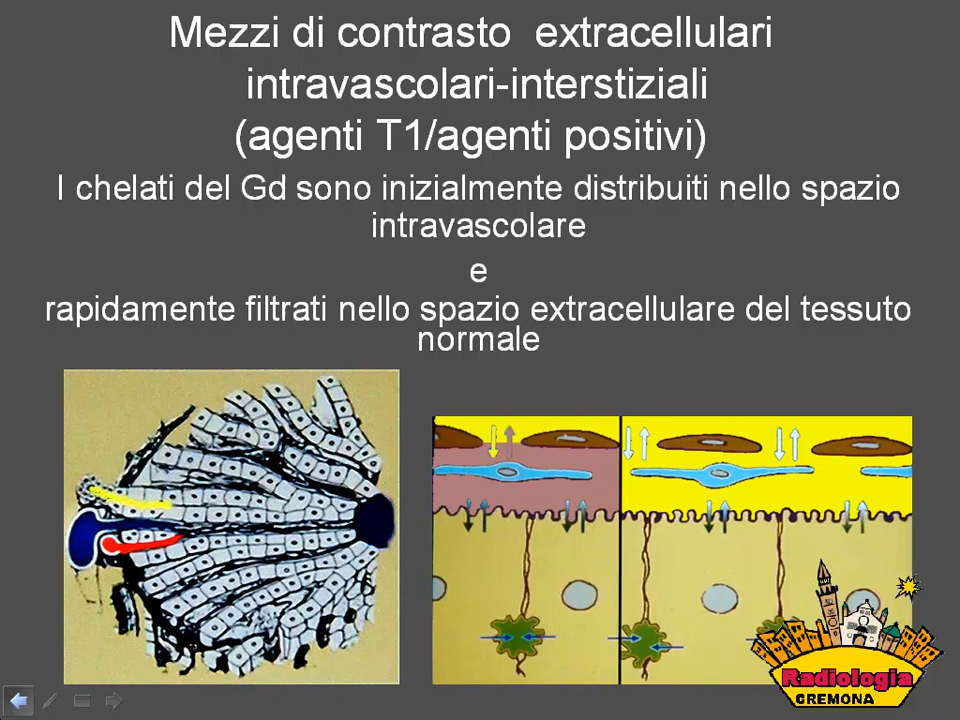 Mezzi di contrasto extracellulari
intravascolari-interstiziali
(agenti T1/agenti positivi)
I chelati del Gd sono inizialmente distribuiti nello spazio
intravascolare
e
rapidamente filtrati nello spazio extracellulare del tessuto
normale
Radiologia
CREMONA